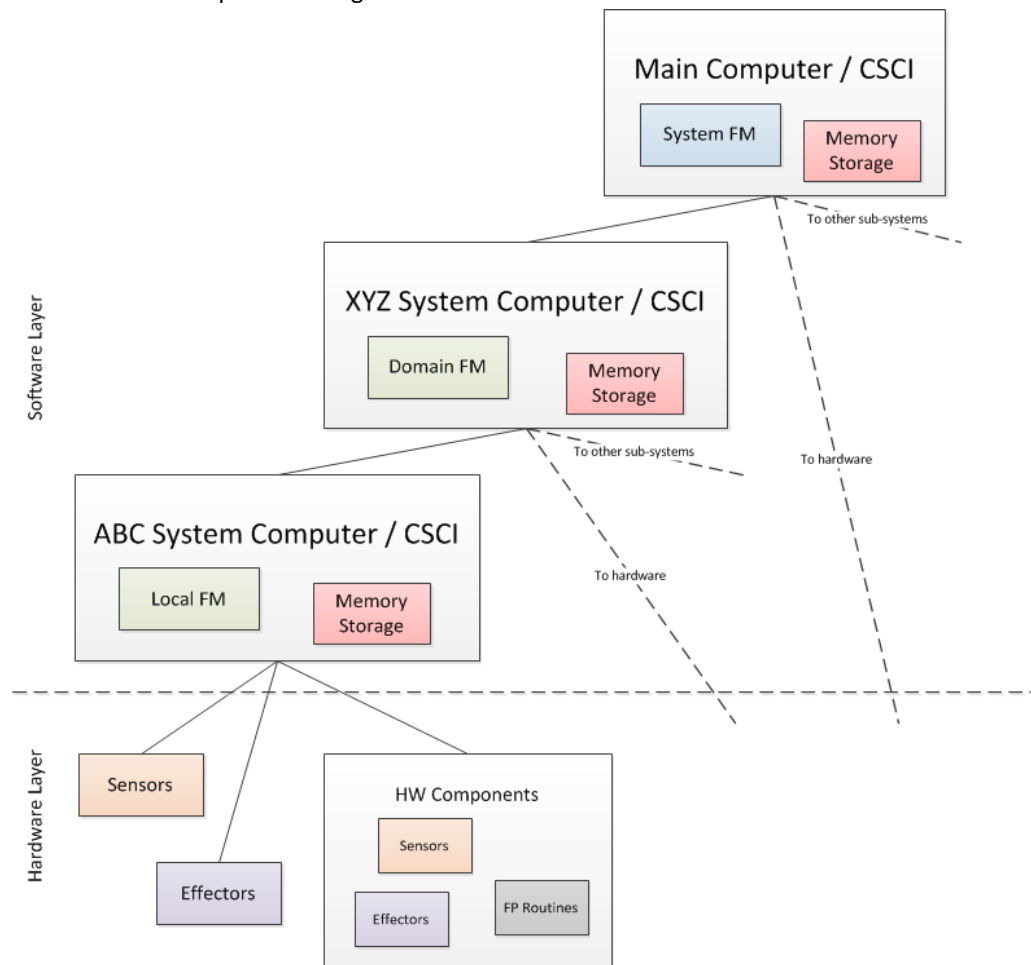 Main Computer / CSCI
System FM
Memory
Storage
To other sub-systems
XYZ System Computer / CSCI
Domain FM
Memory
Storage
Software Layer
To other sub-systems
To hardware
ABC System Computer / CSCI
To hardware
Local FM
Memory
Storage
Hardware Layer
Sensors
HW Components
Sensors
Effectors
FP Routines
Effectors